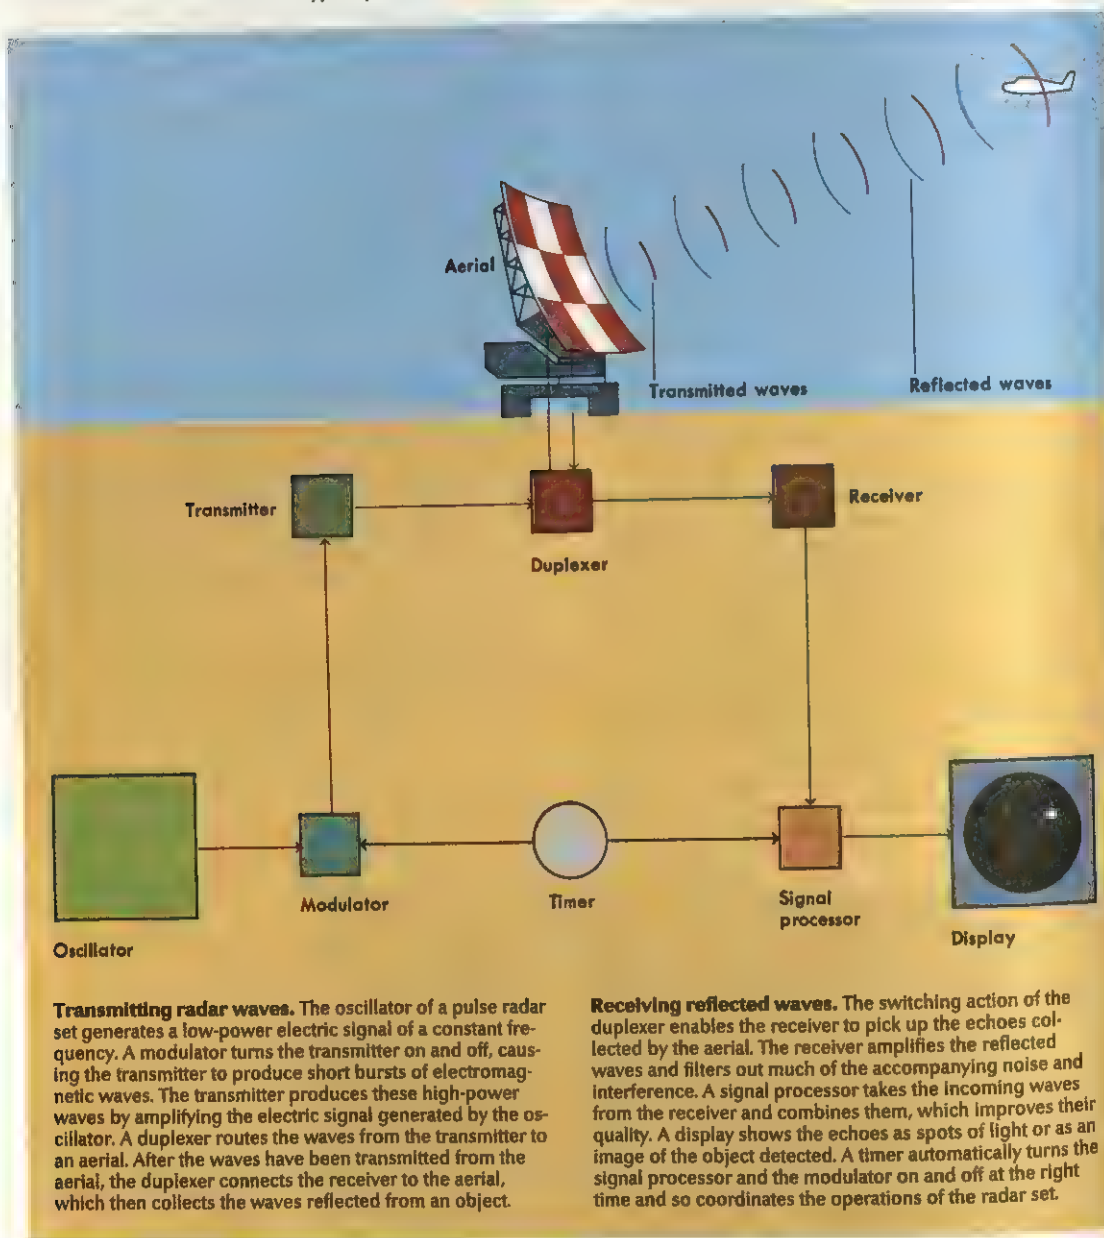 Aerial
Transmitted waves
Reflected waves
Transmitter
Duplexer
Receiver
Oscillator
Modulator
Timer
Signal
processor
Display
Transmitting radar waves. The oscillator of a pulse radar
set generates a low-power electric signal of a constant fre-
quency. A modulator turns the transmitter on and off, caus-
ing the transmitter to produce short bursts of electromag-
netic waves. The transmitter produces these high-power
waves by amplifying the electric signal generated by the os-
cillator. A duplexer routes the waves from the transmitter to
an aerial. After the waves have been transmitted from the
aerial, the duplexer connects the receiver to the aerial,
which then collects the waves reflected from an object.
Receiving reflected waves. The switching action of the
duplexer enables the receiver to pick up the echoes col-
lected by the aerial. The receiver amplifies the reflected
waves and filters out much of the accompanying noise and
interference. A signal processor takes the incoming waves
from the receiver and combines them, which improves their
quality. A display shows the echoes as spots of light or as an
image of the object detected. A timer automatically turns the
signal processor and the modulator on and off at the right
time and so coordinates the operations of the radar set.